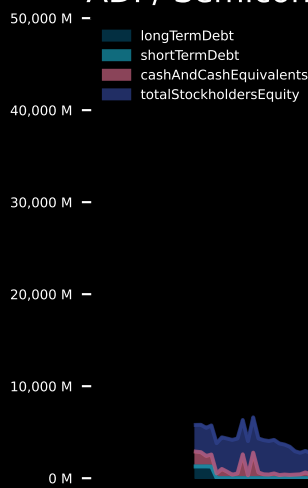 50,000 M
longTermDebt
shortTermDebt
cashAndCashEquivalents
totalStockholdersEquity
40,000 M
30,000 M
20,000 M
10,000 M
0 M